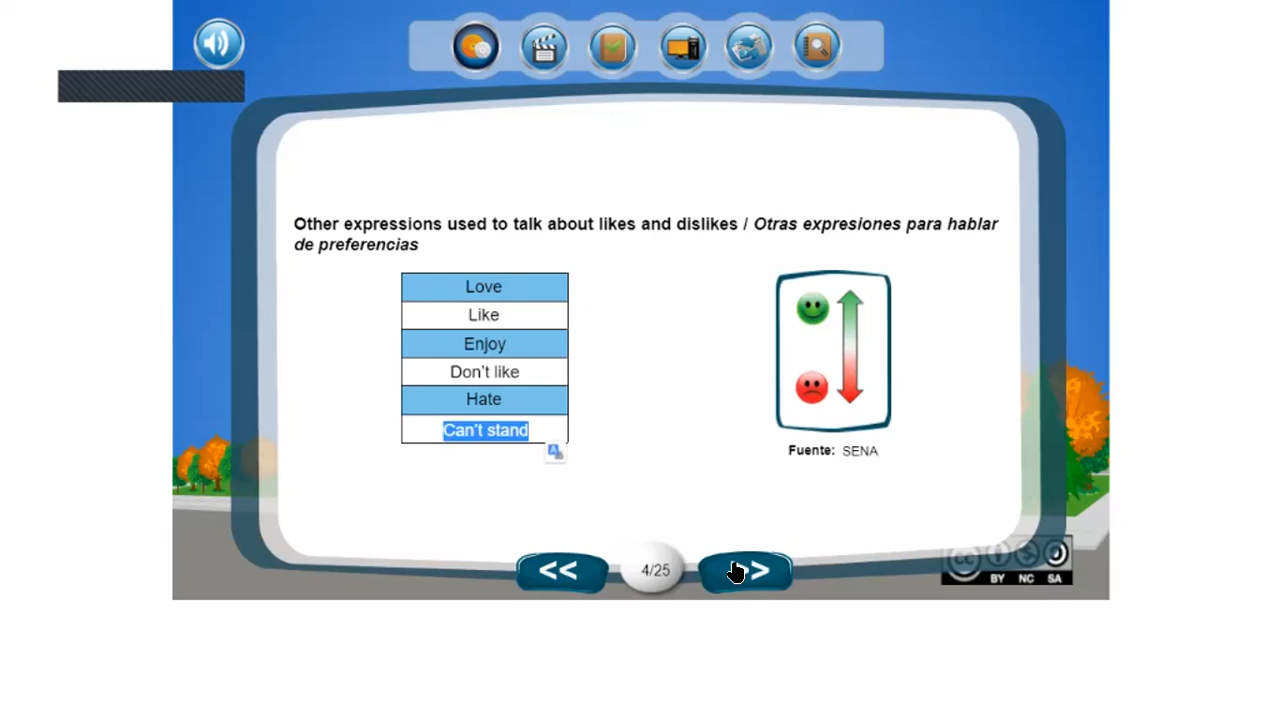 Other expressions used to talk about likes and dislikes / Otras expresiones para hablar
de preferencias
Love
Like
Enjoy
Don't like
Hate
Can't stand
Fuente: SENA
<< 4/25 >>
cc BY NC SA